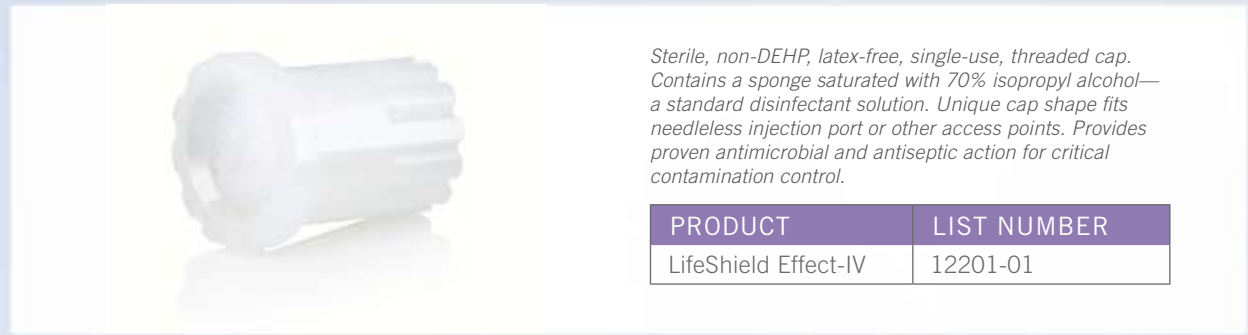 Sterile, non-DEHP, latex-free, single-use, threaded cap.
Contains a sponge saturated with 70% isopropyl alcohol—
a standard disinfectant solution. Unique cap shape fits
needleless injection port or other access points. Provides
proven antimicrobial and antiseptic action for critical
contamination control.
PRODUCT LIST NUMBER
LifeShield Effect-IV 12201-01